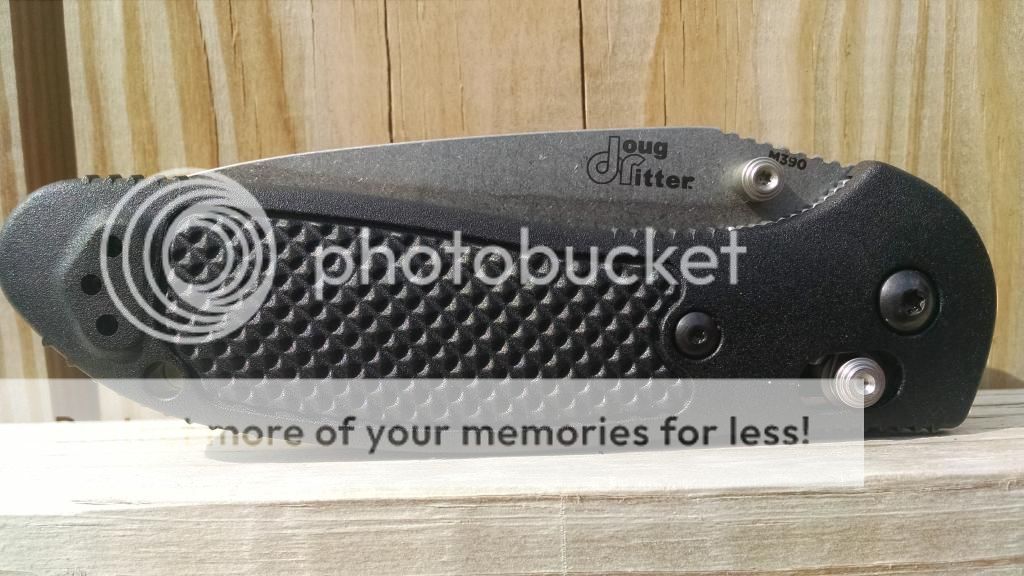 doug
ritter
M390
photobucket
more of your memories for less!